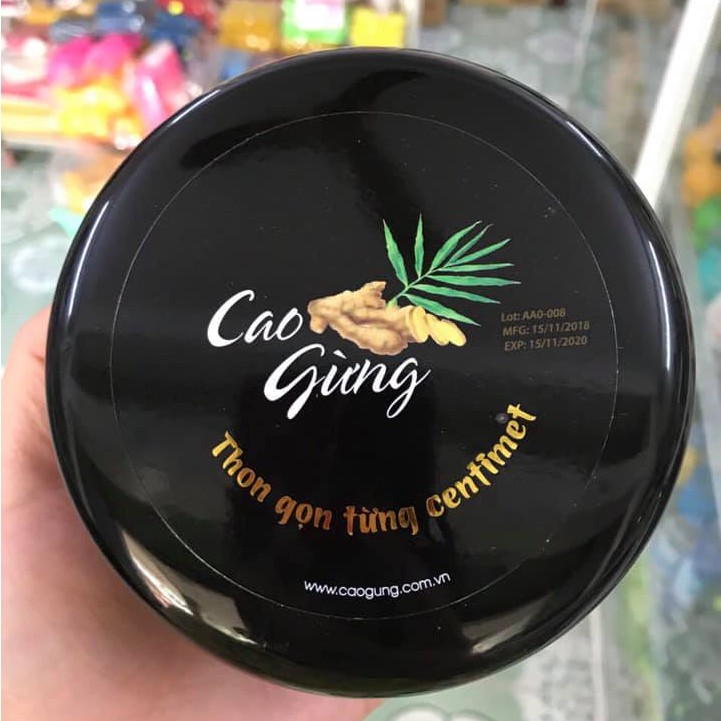 Cao
Gừng
Lot: AA0-008
MFG: 15/11/2018
EXP: 15/11/2020
Thon gọn từng centimet
www.caogung.com.vn